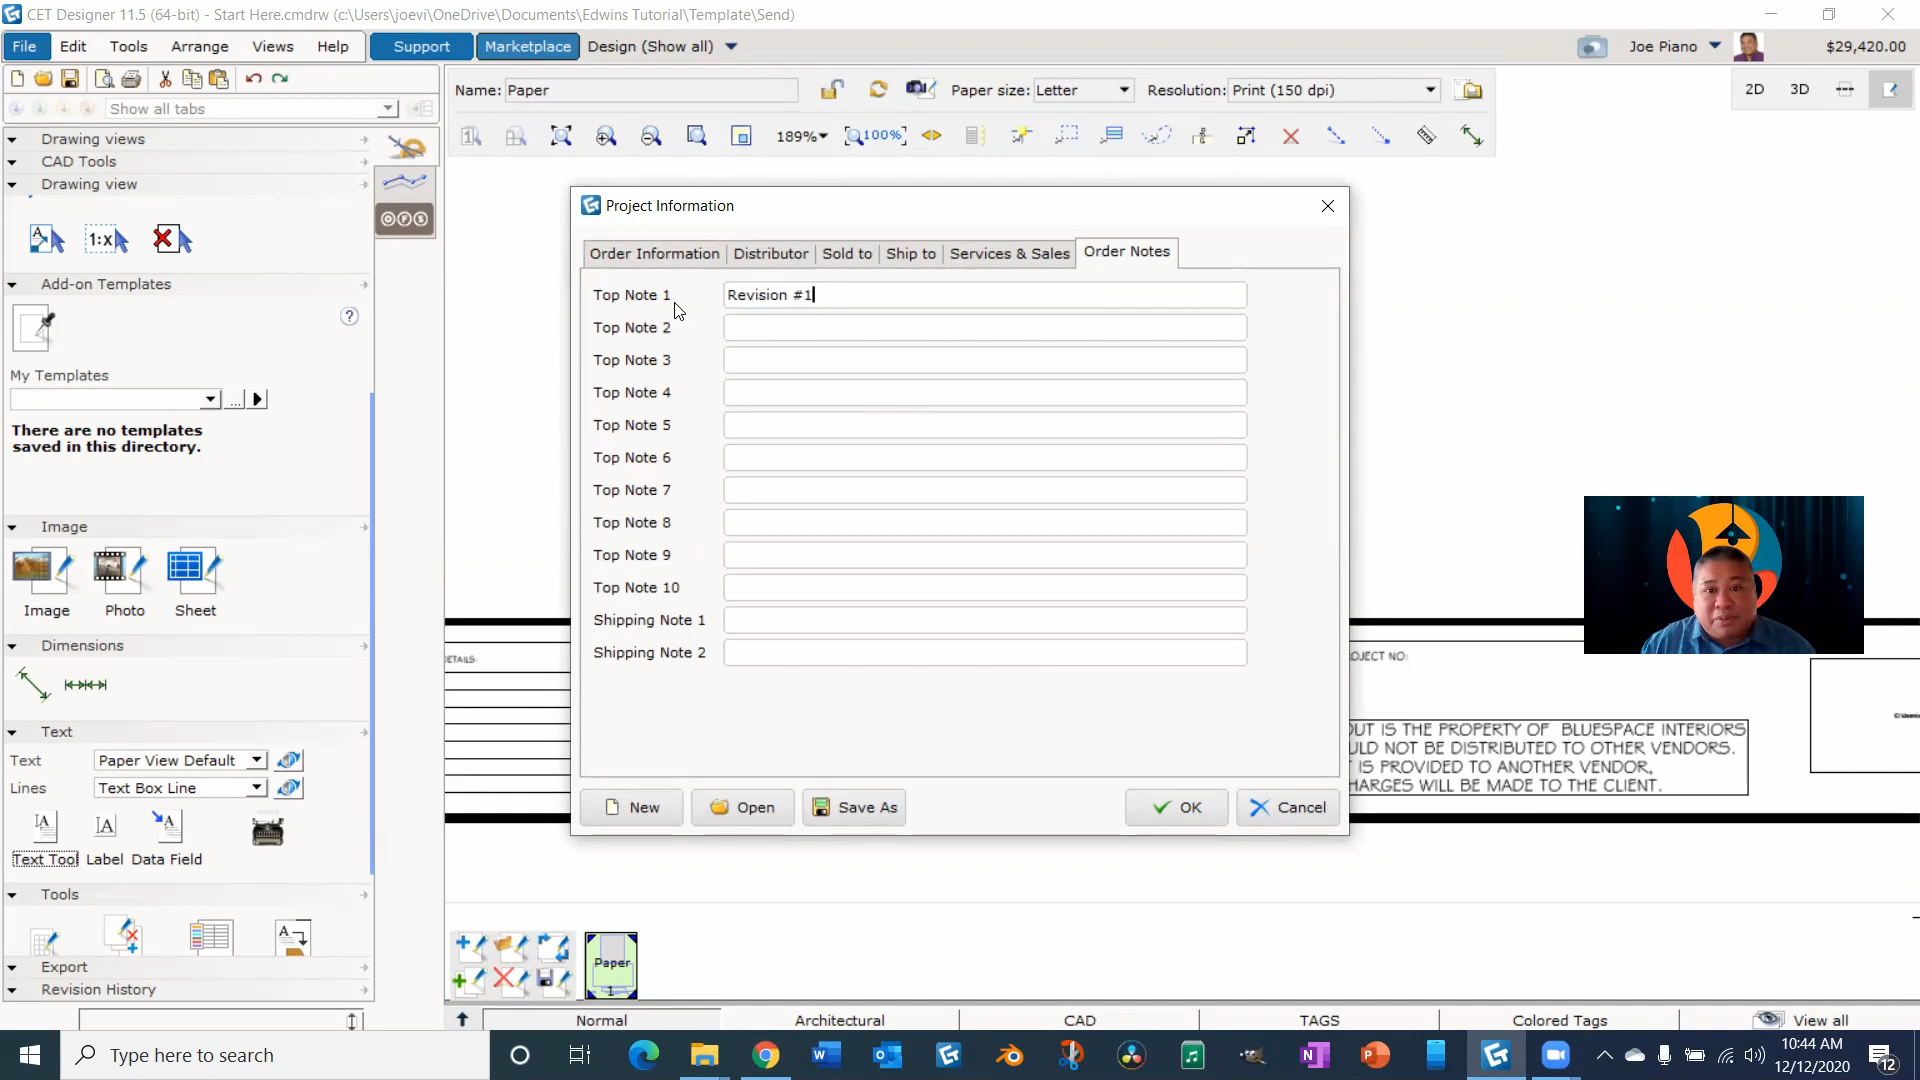 CET Designer 11.5 (64-bit) - Start Here.cmdrw (c:\Users\joevi\OneDrive\Documents\Edwins Tutorial\Template\Send)
File Edit Tools Arrange Views Help Support Marketplace Design (Show all) Joe Piano $29,420.00
Show all tabs
Name: Paper Paper size: Letter Resolution: Print (150 dpi) 2D 3D
189% 100%
Drawing views
CAD Tools
Drawing view
1:x
Add-on Templates
My Templates
...
There are no templates
saved in this directory.
Image
Image Photo Sheet
Dimensions
Text
Text Paper View Default
Lines Text Box Line
Text Tool Label Data Field
Tools
Export
Revision History
Project Information
Order Information Distributor Sold to Ship to Services & Sales Order Notes
Top Note 1 Revision #1
Top Note 2
Top Note 3
Top Note 4
Top Note 5
Top Note 6
Top Note 7
Top Note 8
Top Note 9
Top Note 10
Shipping Note 1
Shipping Note 2
New Open Save As OK Cancel
ETAILS:
OJECT NO:
OUT IS THE PROPERTY OF BLUESPACE INTERIORS
ULD NOT BE DISTRIBUTED TO OTHER VENDORS.
T IS PROVIDED TO ANOTHER VENDOR,
HARGES WILL BE MADE TO THE CLIENT.
Paper
1
Normal Architectural CAD TAGS Colored Tags View all
Type here to search
10:44 AM
12/12/2020
12